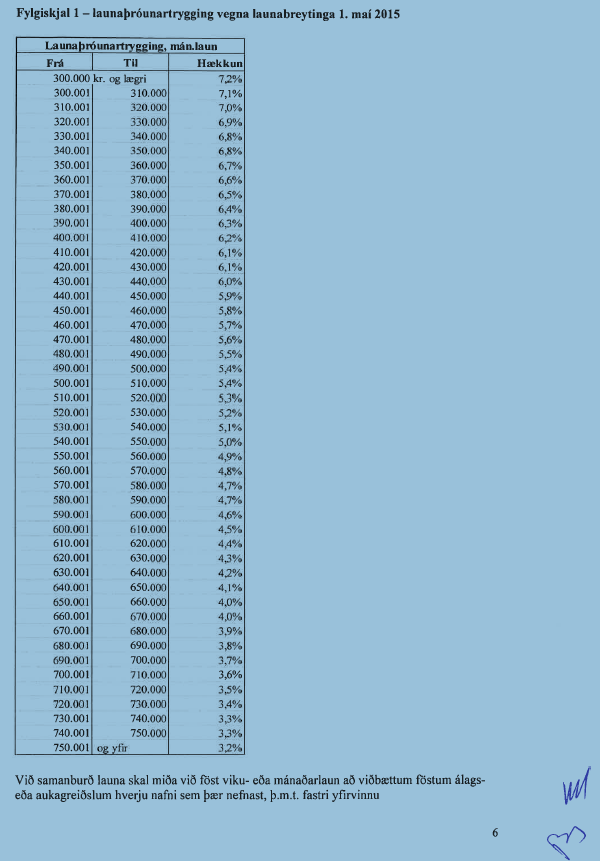 Fylgiskjal 1 – launaþróunartrygging vegna launabreytinga 1. maí 2015
Launaþróunartrygging, mán.laun
Frá Til Hækkun
300.000 kr. og lægri 7,2%
300.001 310.000 7,1%
310.001 320.000 7,0%
320.001 330.000 6,9%
330.001 340.000 6,8%
340.001 350.000 6,8%
350.001 360.000 6,7%
360.001 370.000 6,6%
370.001 380.000 6,5%
380.001 390.000 6,4%
390.001 400.000 6,3%
400.001 410.000 6,2%
410.001 420.000 6,1%
420.001 430.000 6,1%
430.001 440.000 6,0%
440.001 450.000 5,9%
450.001 460.000 5,8%
460.001 470.000 5,7%
470.001 480.000 5,6%
480.001 490.000 5,5%
490.001 500.000 5,4%
500.001 510.000 5,4%
510.001 520.000 5,3%
520.001 530.000 5,2%
530.001 540.000 5,1%
540.001 550.000 5,0%
550.001 560.000 4,9%
560.001 570.000 4,8%
570.001 580.000 4,7%
580.001 590.000 4,7%
590.001 600.000 4,6%
600.001 610.000 4,5%
610.001 620.000 4,4%
620.001 630.000 4,3%
630.001 640.000 4,2%
640.001 650.000 4,1%
650.001 660.000 4,0%
660.001 670.000 4,0%
670.001 680.000 3,9%
680.001 690.000 3,8%
690.001 700.000 3,7%
700.001 710.000 3,6%
710.001 720.000 3,5%
720.001 730.000 3,4%
730.001 740.000 3,3%
740.001 750.000 3,3%
750.001 og yfir 3,2%
Við samanburð launa skal miða við föst viku- eða mánaðarlaun að viðbættum föstum álags-
eða aukagreiðslum hverju nafni sem þær nefnast, þ.m.t. fastri yfirvinnu
6